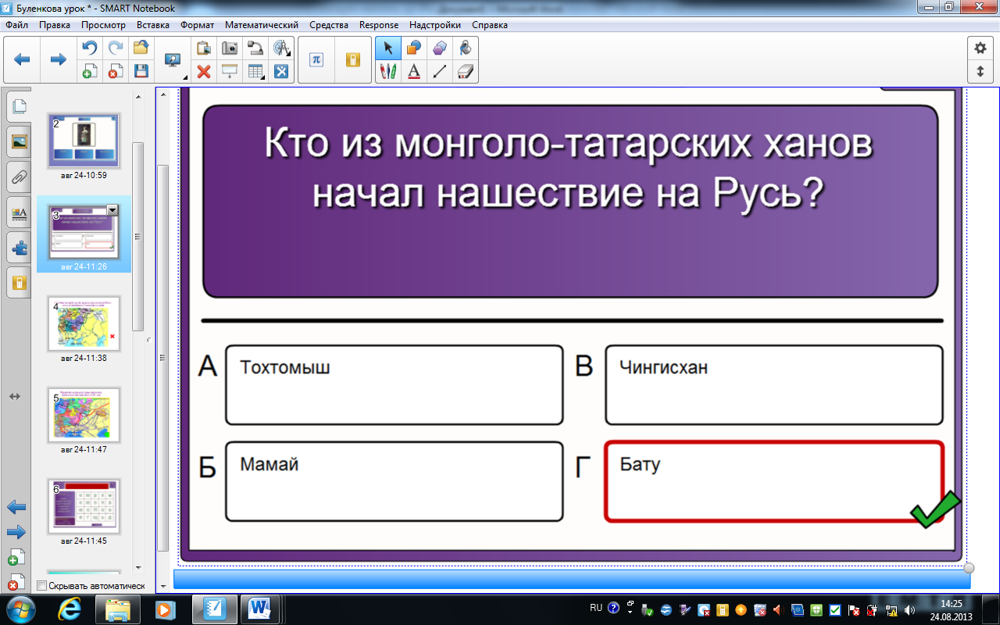 Буленкова урок * - SMART Notebook
Файл Правка Просмотр Вставка Формат Математический Средства Response Надстройки Справка
2
авг 24-10:59
3
авг 24-11:26
4
авг 24-11:38
5
авг 24-11:47
6
авг 24-11:45
Скрывать автоматическ
Кто из монголо-татарских ханов
начал нашествие на Русь?
А Тохтомыш
В Чингисхан
Б Мамай
Г Бату
RU
14:25
24.08.2013